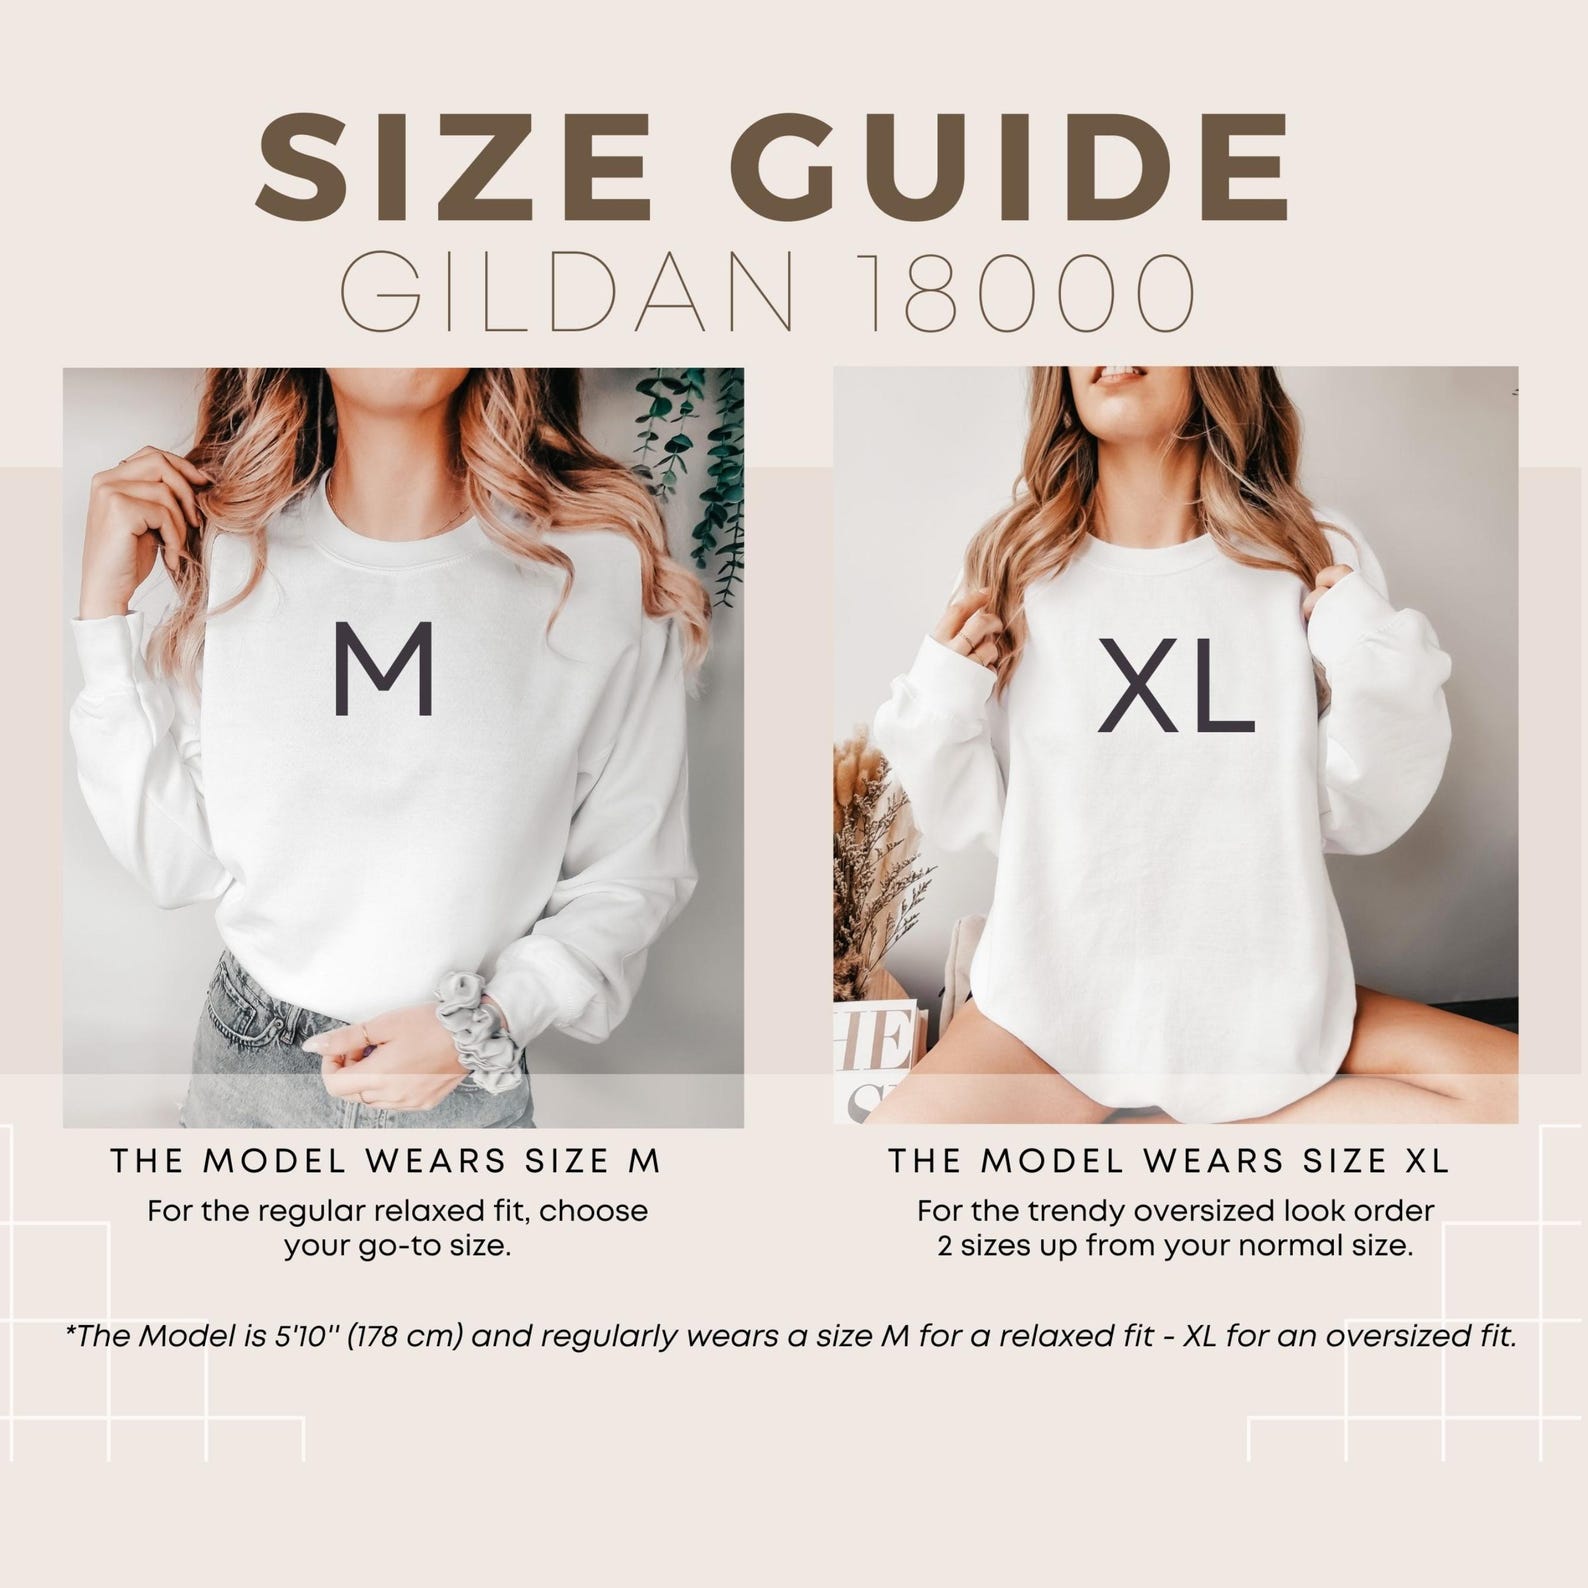 SIZE GUIDE
GILDAN 18000
M
XL
HE
S
THE MODEL WEARS SIZE M
For the regular relaxed fit, choose
your go-to size.
THE MODEL WEARS SIZE XL
For the trendy oversized look order
2 sizes up from your normal size.
*The Model is 5'10" (178 cm) and regularly wears a size M for a relaxed fit - XL for an oversized fit.